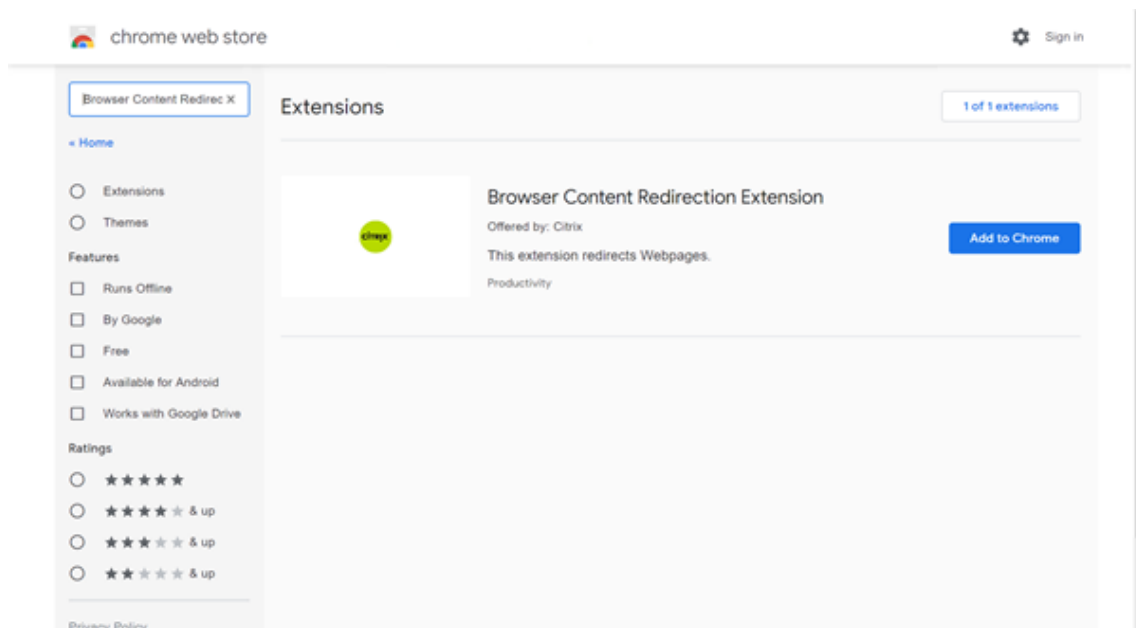 chrome web store
Sign in
Browser Content Redirec X
« Home
Extensions
Themes
Features
Runs Offline
By Google
Free
Available for Android
Works with Google Drive
Ratings
& up
& up
& up
Privacy Policy
Extensions
1 of 1 extensions
citrix
Browser Content Redirection Extension
Offered by: Citrix
This extension redirects Webpages.
Productivity
Add to Chrome